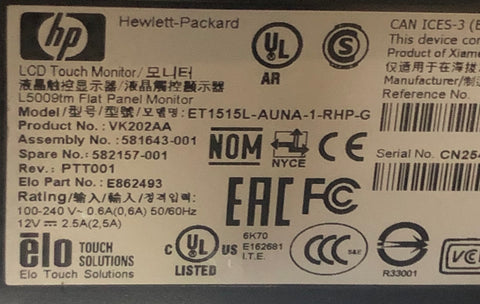 hp
Hewlett-Packard
UL
AR
S
CAN ICES-3 (
This device con
Product of Xiame
仅适用于在海拔
Manufacturer/制
Reference No.
LCD Touch Monitor/모니터
液晶触控显示器/液晶觸控顯示器
L5009tm Flat Panel Monitor
Model/型号/型號/모델명: ET1515L-AUNA-1-RHP-G
Product No.: VK202AA
Assembly No.: 581643-001
Spare No.: 582157-001
Rev.: PTT001
Elo Part No.: E862493
Rating/输入/輸入/정격입력:
100-240 V~ 0.6A(0,6A) 50/60Hz
12V⎓ 2.5A(2,5A)
NOM
NYCE
CE
Serial No. CN254
EAC
FC
elo TOUCH
SOLUTIONS
Elo Touch Solutions
C UL US
LISTED
6K70
E162681
I.T.E.
CCC
S&E
R33001
VC